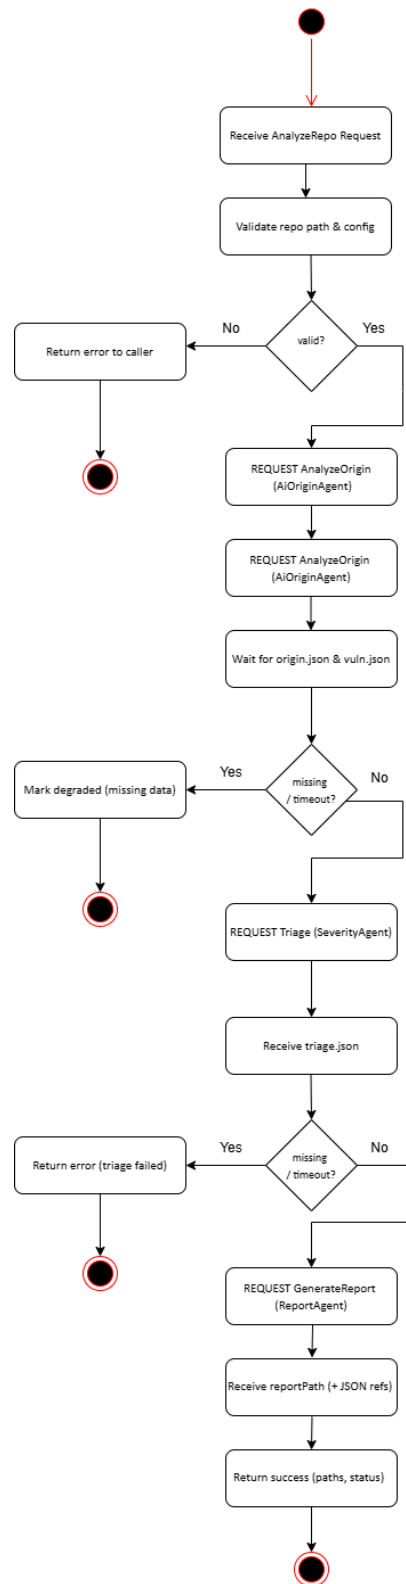 Receive AnalyzeRepo Request
Validate repo path & config
No
valid?
Yes
Return error to caller
REQUEST AnalyzeOrigin
(AiOriginAgent)
REQUEST AnalyzeOrigin
(AiOriginAgent)
Wait for origin.json & vuln.json
Yes
missing
/ timeout?
No
Mark degraded (missing data)
REQUEST Triage (SeverityAgent)
Receive triage.json
Yes
missing
/ timeout?
No
Return error (triage failed)
REQUEST GenerateReport
(ReportAgent)
Receive reportPath (+ JSON refs)
Return success (paths, status)